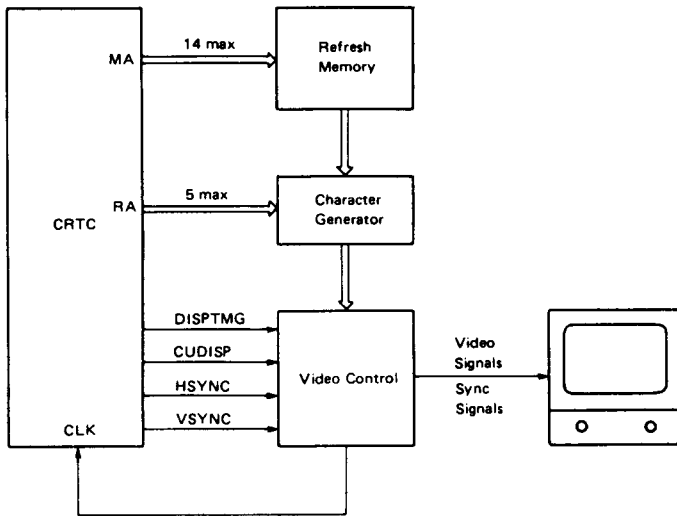 MA
14 max
Refresh
Memory
RA
5 max
Character
Generator
CRTC
DISPTMG
CUDISP
HSYNC
VSYNC
CLK
Video Control
Video
Signals
Sync
Signals